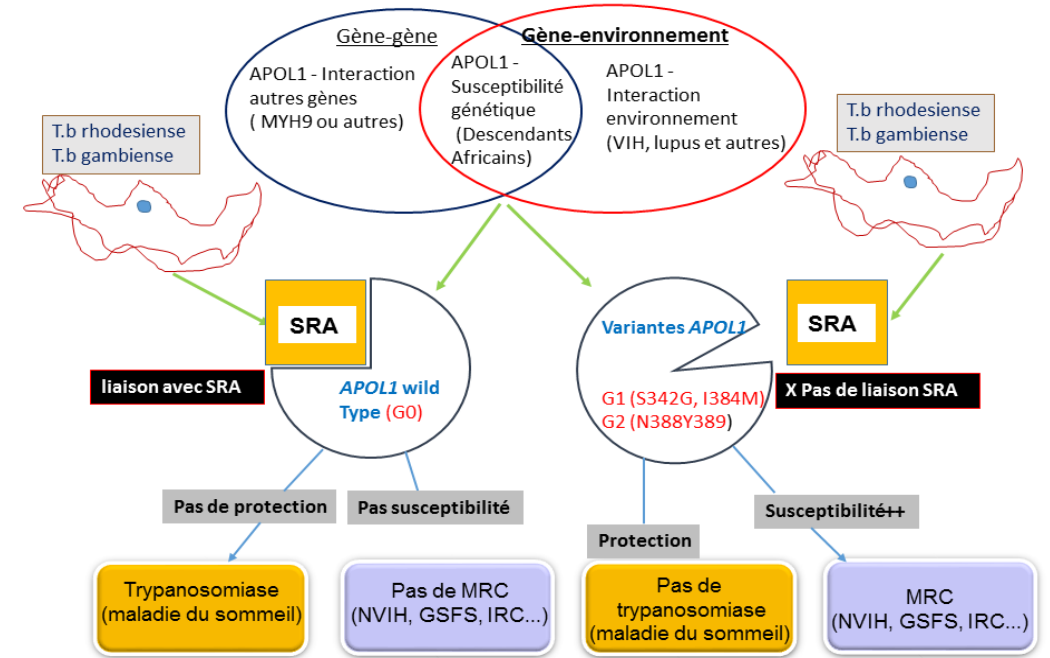 Gène-gène
Gène-environnement
APOL1 - Interaction
autres gènes
( MYH9 ou autres)
APOL1 -
Susceptibilité
génétique
(Descendants
Africains)
APOL1 -
Interaction
environnement
(VIH, lupus et autres)
T.b rhodesiense
T.b gambiense
T.b rhodesiense
T.b gambiense
SRA
liaison avec SRA
APOL1 wild
Type (G0)
Variantes APOL1
G1 (S342G, I384M)
G2 (N388Y389)
SRA
X Pas de liaison SRA
Pas de protection
Pas susceptibilité
Protection
Susceptibilité++
Trypanosomiase
(maladie du sommeil)
Pas de MRC
(NVIH, GSFS, IRC...)
Pas de
trypanosomiase
(maladie du sommeil)
MRC
(NVIH, GSFS, IRC...)